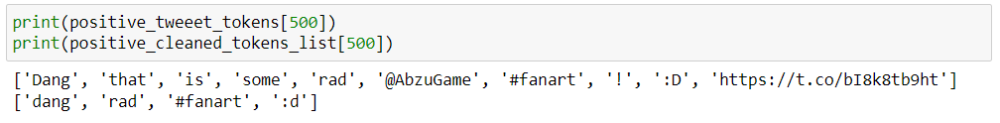 print(positive_tweeet_tokens[500])
print(positive_cleaned_tokens_list[500])
['Dang', 'that', 'is', 'some', 'rad', '@AbzuGame', '#fanart', '!', ':D', 'https://t.co/bI8k8tb9ht']
['dang', 'rad', '#fanart', ':d']